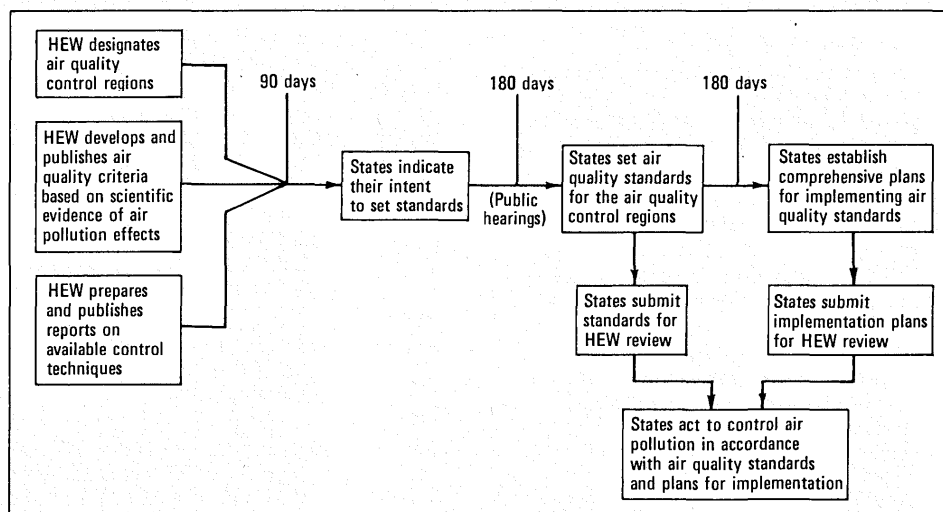 HEW designates
air quality
control regions
HEW develops and
publishes air
quality criteria
based on scientific
evidence of air
pollution effects
HEW prepares
and publishes
reports on
available control
techniques
90 days
States indicate
their intent
to set standards
180 days
(Public
hearings)
States set air
quality standards
for the air quality
control regions
180 days
States establish
comprehensive plans
for implementing air
quality standards
States submit
standards for
HEW review
States submit
implementation plans
for HEW review
States act to control air
pollution in accordance
with air quality standards
and plans for implementation